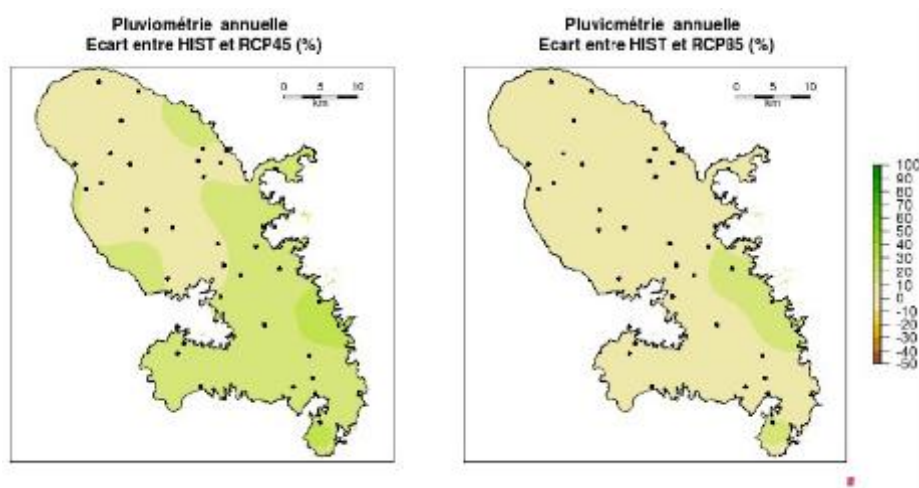 Pluviométrie annuelle
Ecart entre HIST et RCP45 (%)
0 5 10
km
Pluviométrie annuelle
Ecart entre HIST et RCP85 (%)
0 5 10
km
100
90
80
70
60
50
40
30
20
10
0
-10
-20
-30
-40
-50